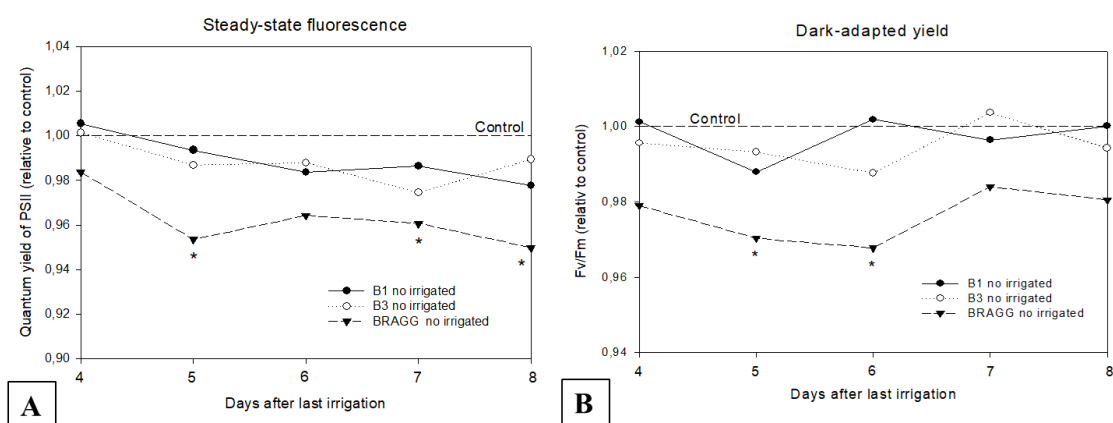 Steady-state fluorescence
1,04
1,02
1,00
0,98
0,96
0,94
0,92
0,90
Quantum yield of PSII (relative to control)
Control
*
*
*
B1 no irrigated
B3 no irrigated
BRAGG no irrigated
4 5 6 7 8
Days after last irrigation
A
Dark-adapted yield
1,02
1,00
0,98
0,96
0,94
Fv/Fm (relativ to control)
Control
*
*
B1 no irrigated
B3 no irrigated
BRAGG no irrigated
4 5 6 7 8
Days after last irrigation
B